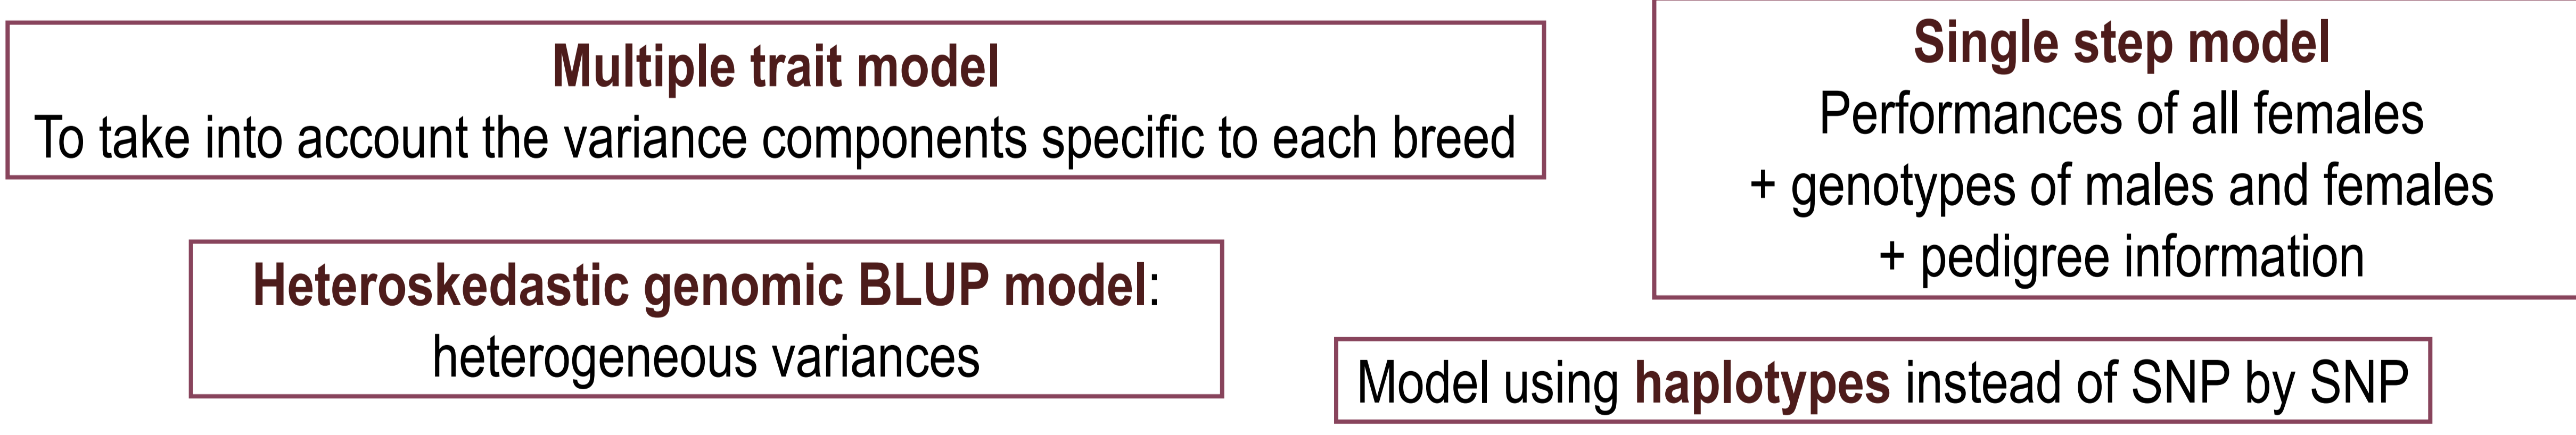 Multiple trait model
To take into account the variance components specific to each breed
Single step model
Performances of all females
+ genotypes of males and females
+ pedigree information
Heteroskedastic genomic BLUP model:
heterogeneous variances
Model using haplotypes instead of SNP by SNP